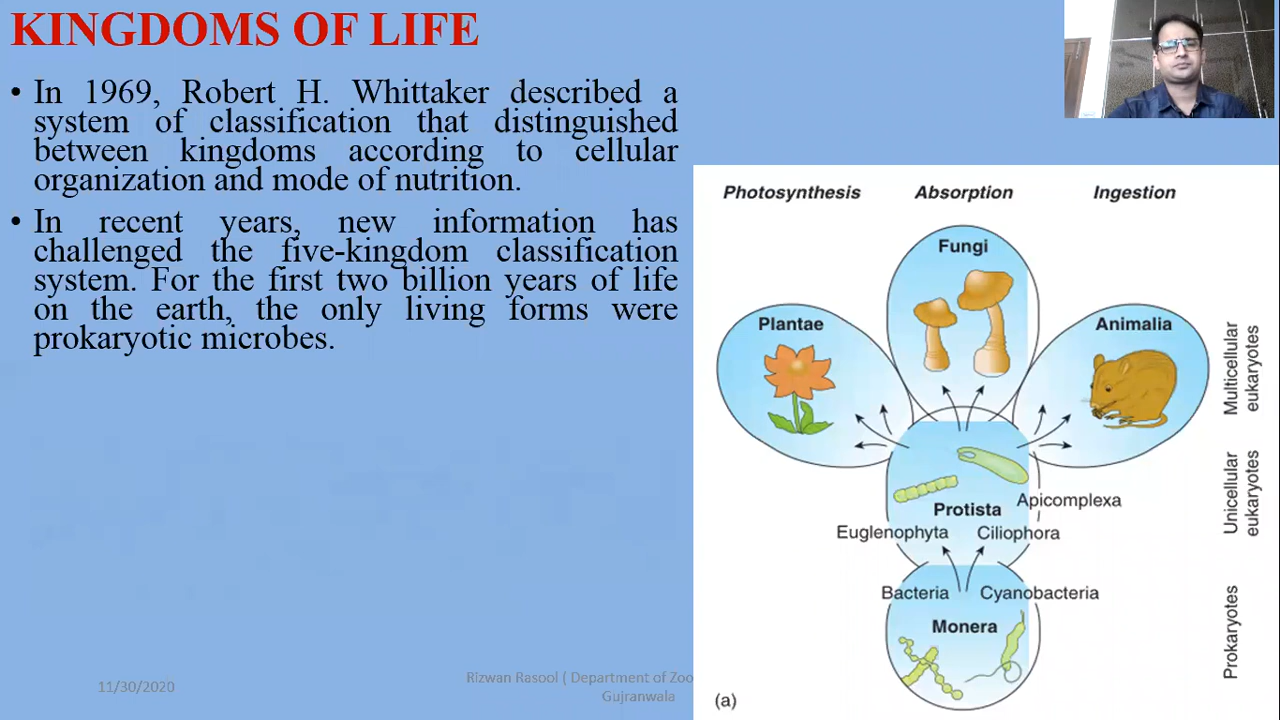 KINGDOMS OF LIFE
• In 1969, Robert H. Whittaker described a
system of classification that distinguished
between kingdoms according to cellular
organization and mode of nutrition.
• In recent years, new information has
challenged the five-kingdom classification
system. For the first two billion years of life
on the earth, the only living forms were
prokaryotic microbes.
Photosynthesis Absorption Ingestion
Fungi
Plantae
Animalia
Multicellular
eukaryotes
Unicellular
eukaryotes
Apicomplexa
Protista
Euglenophyta Ciliophora
Bacteria Cyanobacteria
Monera
Prokaryotes
(a)
11/30/2020
Rizwan Rasool ( Department of Zoo
Gujranwala